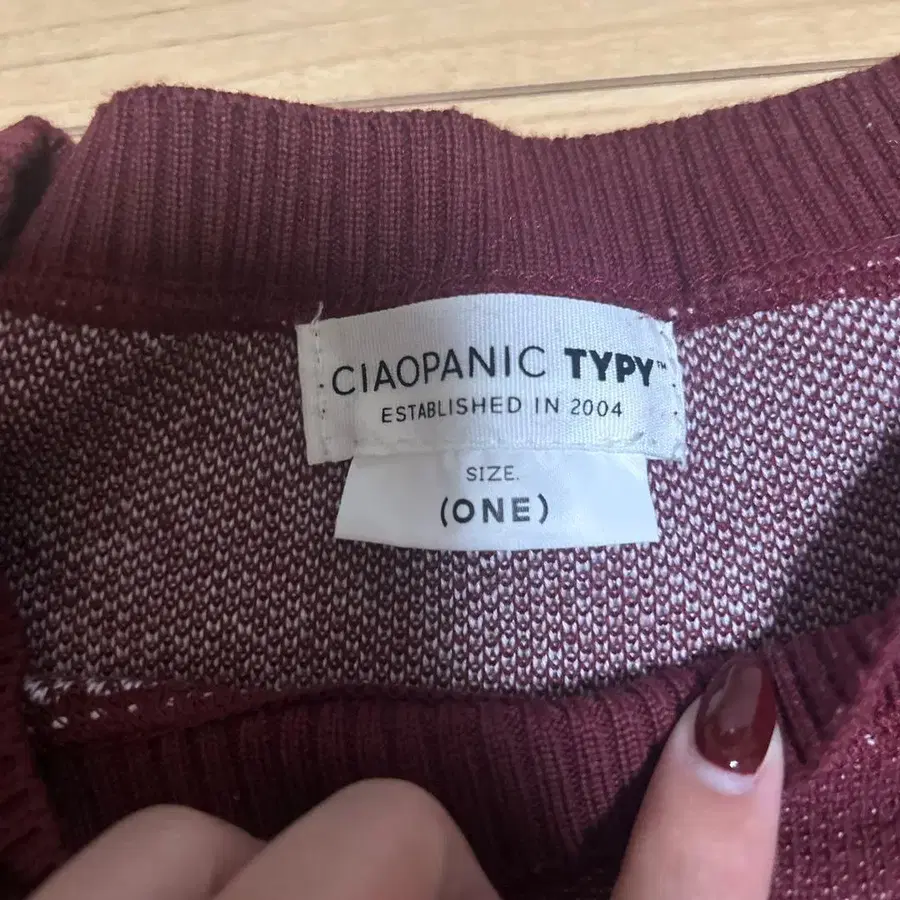 CIAOPANIC TYPY™
ESTABLISHED IN 2004
SIZE.
(ONE)